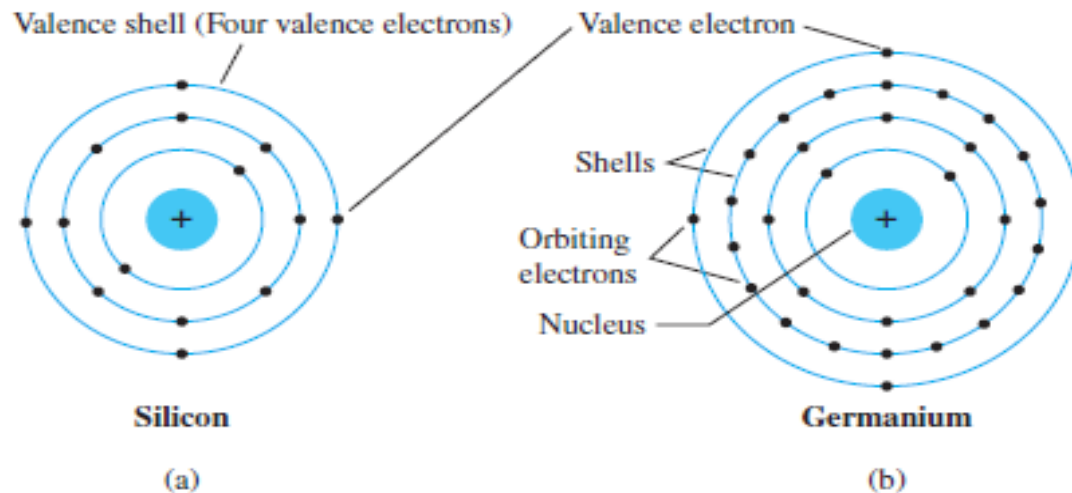 Valence shell (Four valence electrons)
Valence electron
Shells
Orbiting
electrons
Nucleus
+
+
Silicon
Germanium
(a)
(b)